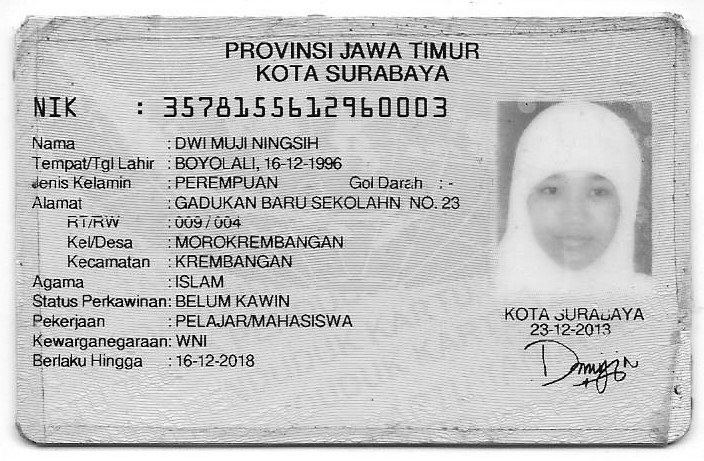 PROVINSI JAWA TIMUR
KOTA SURABAYA
NIK : 3578155612960003
Nama : DWI MUJI NINGSIH
Tempat/Tgl Lahir : BOYOLALI, 16-12-1996
Jenis Kelamin : PEREMPUAN Gol Darah : -
Alamat : GADUKAN BARU SEKOLAHN NO. 23
RT/RW : 009 / 004
Kel/Desa : MOROKREMBANGAN
Kecamatan : KREMBANGAN
Agama : ISLAM
Status Perkawinan: BELUM KAWIN
Pekerjaan : PELAJAR/MAHASISWA
Kewarganegaraan: WNI
Berlaku Hingga : 16-12-2018
KOTA SURABAYA
23-12-2013